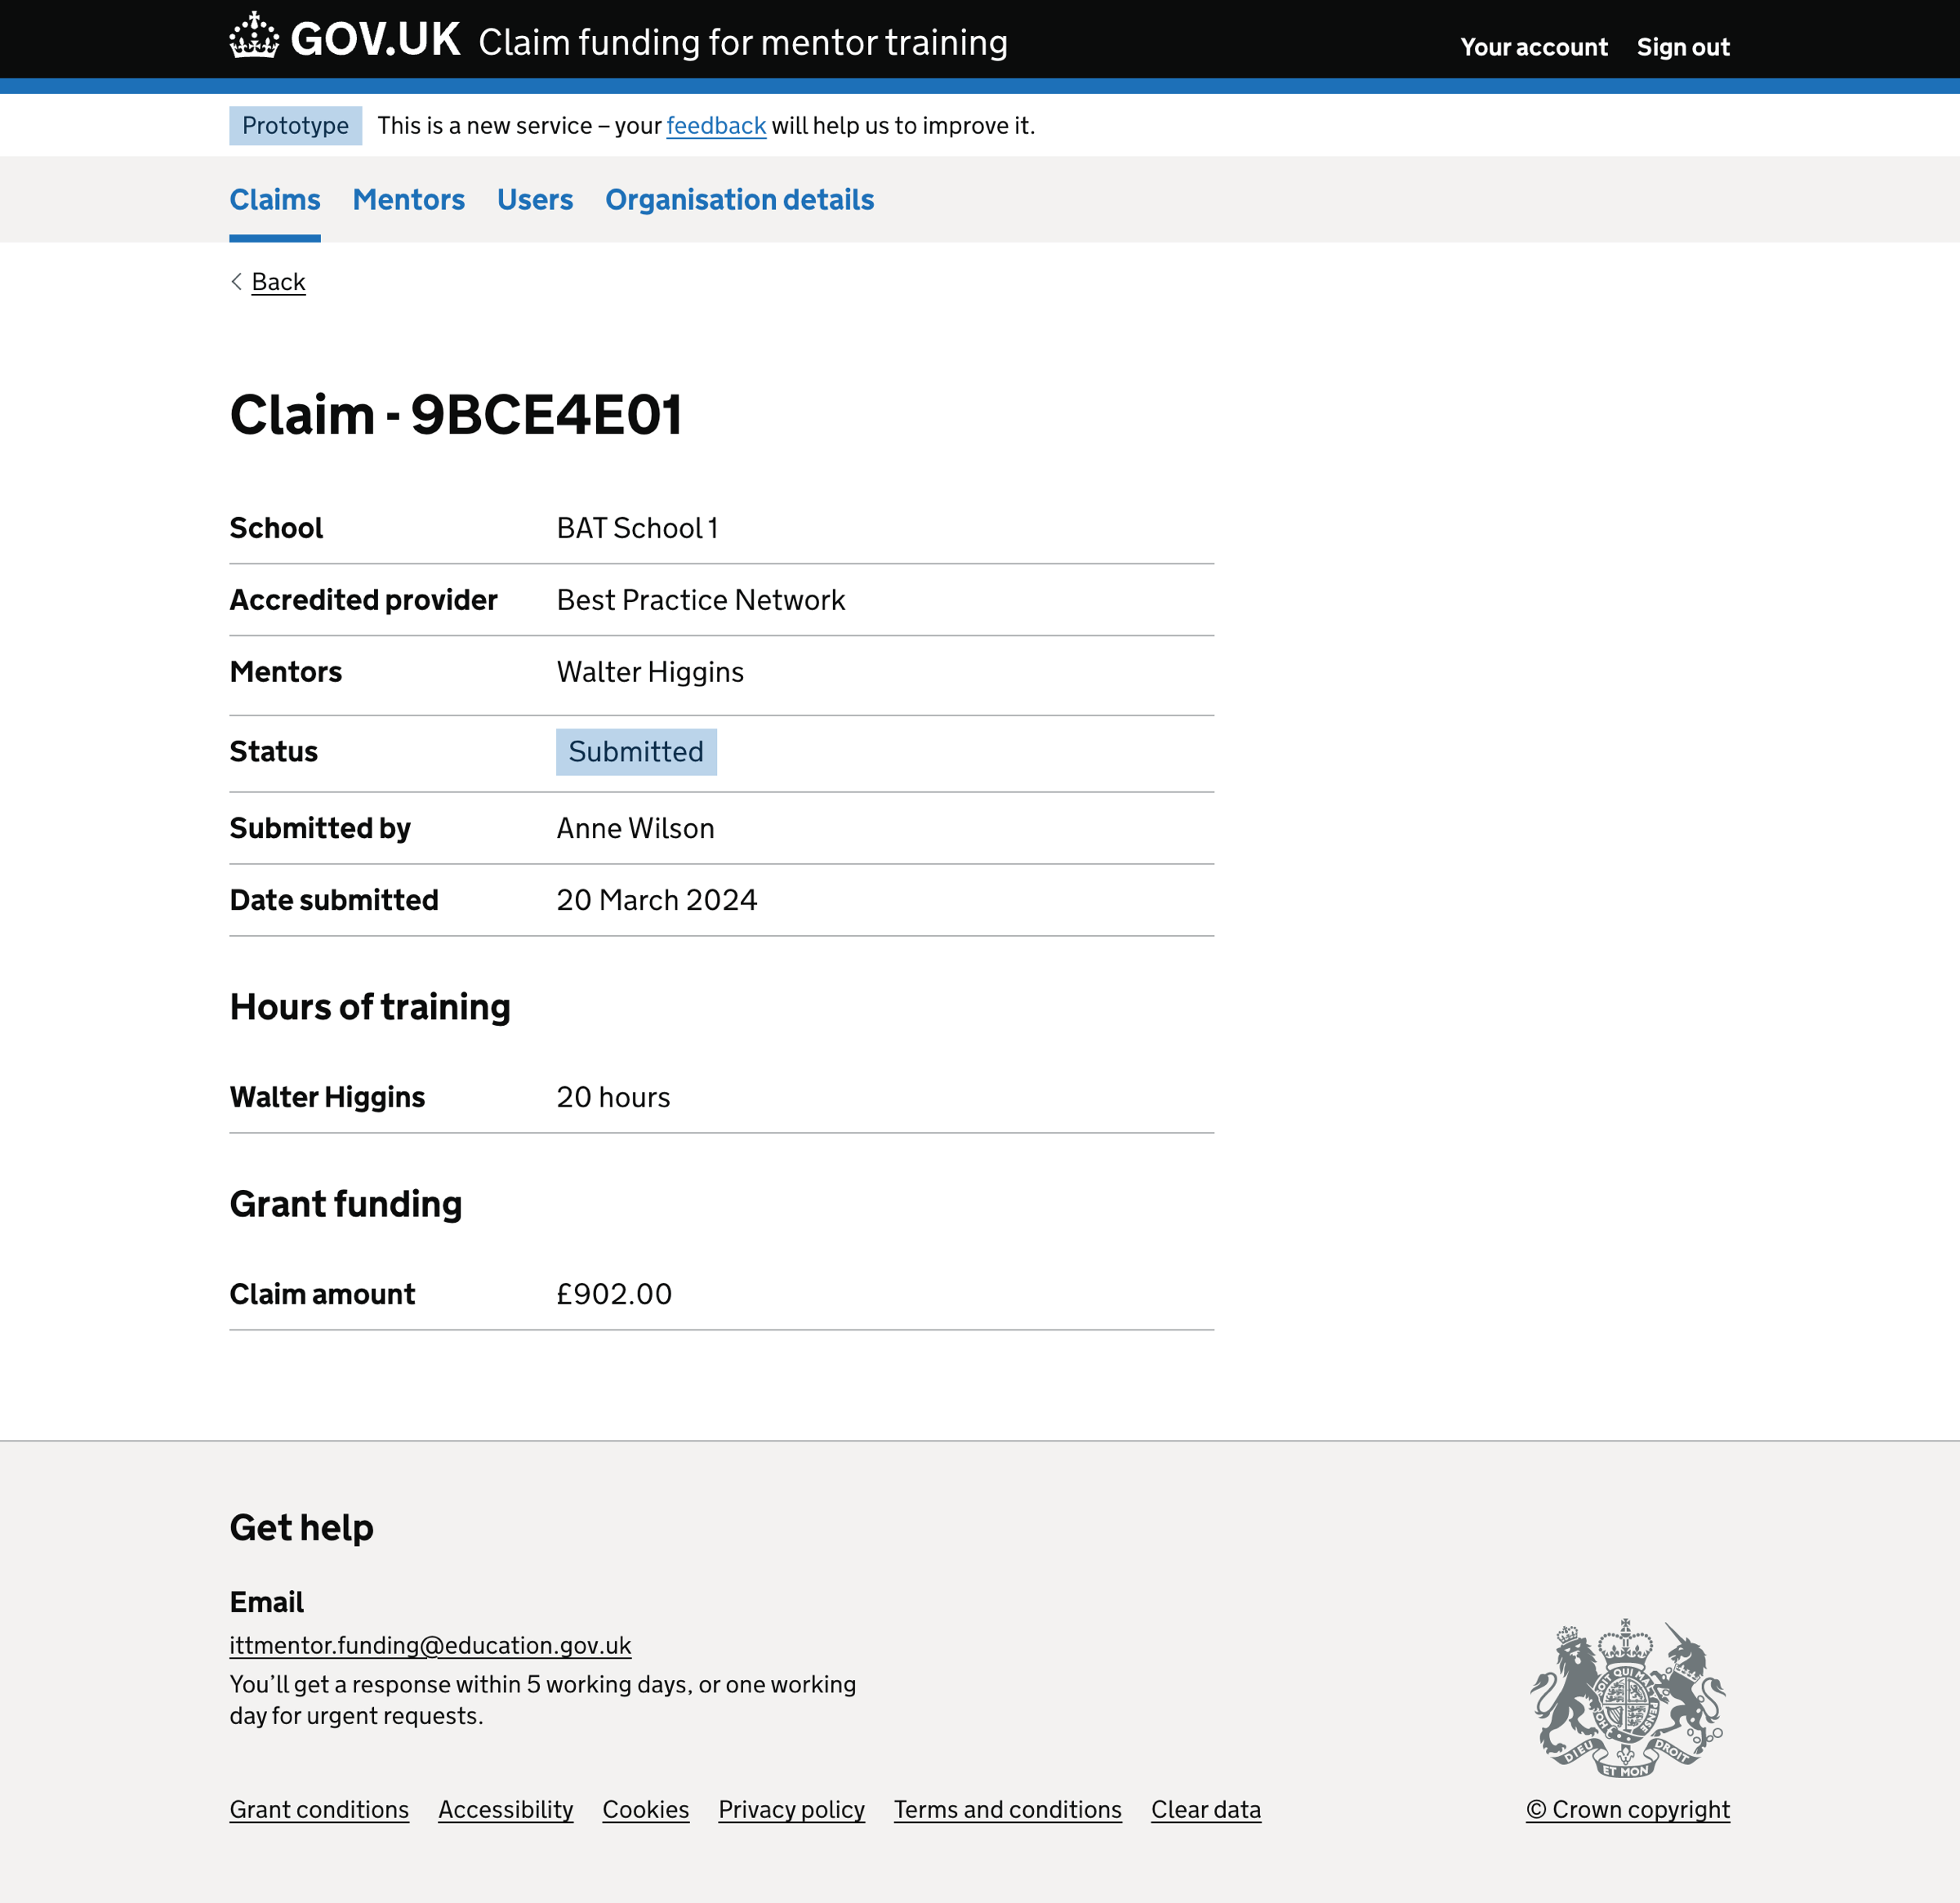 GOV.UK Claim funding for mentor training Your account Sign out
Prototype This is a new service – your feedback will help us to improve it.
Claims Mentors Users Organisation details
Back
Claim - 9BCE4E01
School BAT School 1
Accredited provider Best Practice Network
Mentors Walter Higgins
Status Submitted
Submitted by Anne Wilson
Date submitted 20 March 2024
Hours of training
Walter Higgins 20 hours
Grant funding
Claim amount £902.00
Get help
Email
ittmentor.funding@education.gov.uk
You’ll get a response within 5 working days, or one working
day for urgent requests.
HONI SOIT QUI MAL Y PENSE
DIEU ET MON DROIT
Grant conditions Accessibility Cookies Privacy policy Terms and conditions Clear data © Crown copyright